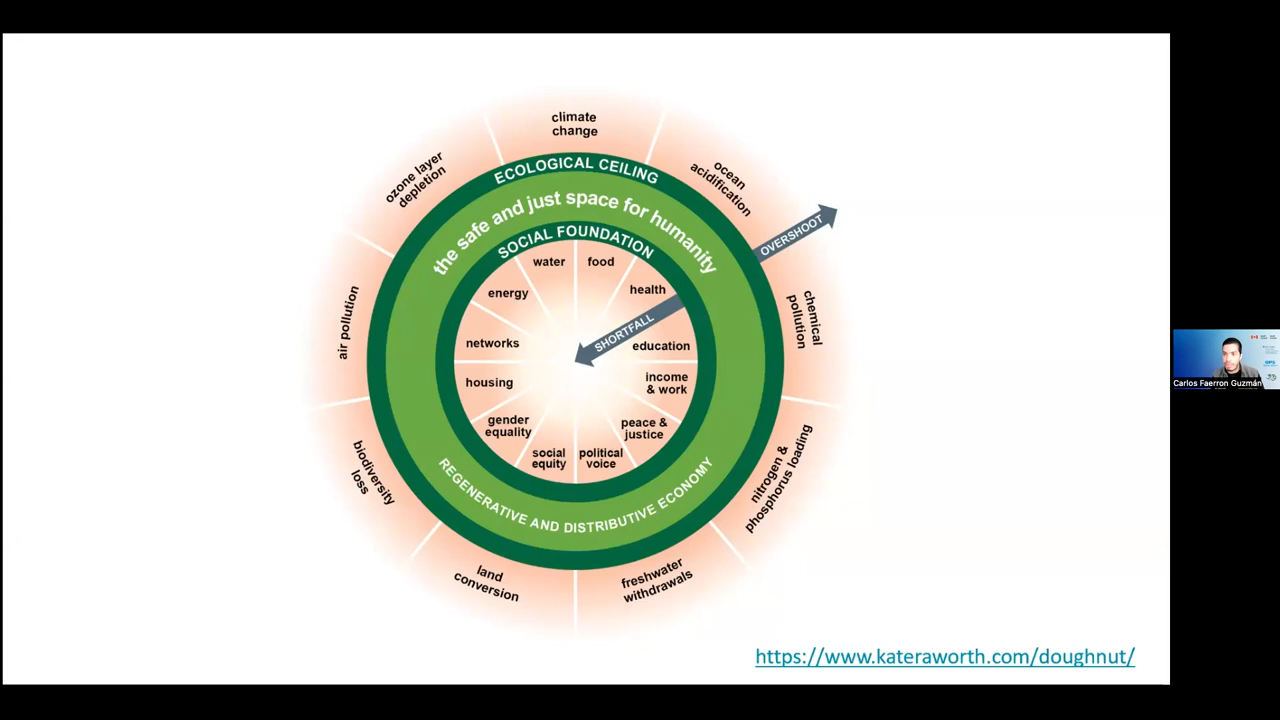 climate
change
ozone layer
depletion
ocean
acidification
ECOLOGICAL CEILING
the safe and just space for humanity
OVERSHOOT
SOCIAL FOUNDATION
water
food
energy
health
SHORTFALL
air pollution
chemical
pollution
networks
education
housing
income
& work
gender
equality
peace &
justice
social
equity
political
voice
biodiversity
loss
nitrogen &
phosphorus loading
REGENERATIVE AND DISTRIBUTIVE ECONOMY
land
conversion
freshwater
withdrawals
https://www.kateraworth.com/doughnut/
Carlos Faerron Guzmán